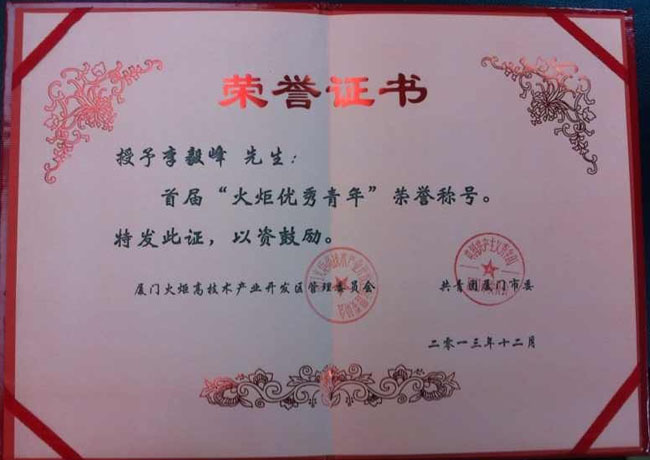 荣誉证书
授予李毅峰 先生：
首届“火炬优秀青年”荣誉称号。
特发此证，以资鼓励。
厦门火炬高技术产业开发区管理委员会 共青团厦门市委
二零一三年十二月